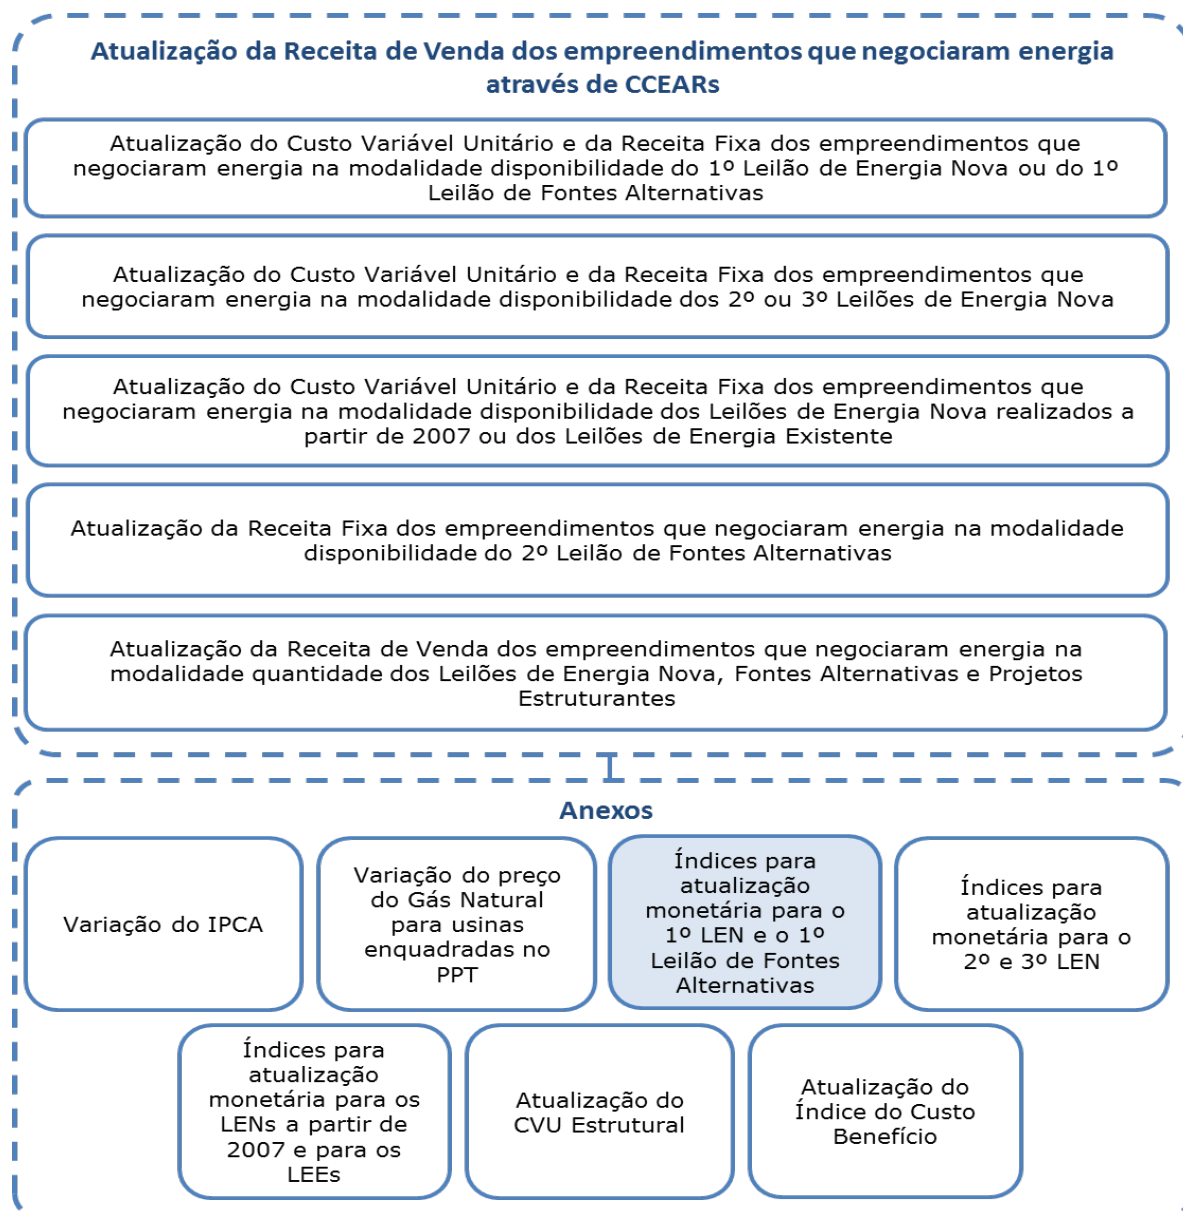 Atualização da Receita de Venda dos empreendimentos que negociaram energia
através de CCEARs
Atualização do Custo Variável Unitário e da Receita Fixa dos empreendimentos que
negociaram energia na modalidade disponibilidade do 1º Leilão de Energia Nova ou do 1º
Leilão de Fontes Alternativas
Atualização do Custo Variável Unitário e da Receita Fixa dos empreendimentos que
negociaram energia na modalidade disponibilidade dos 2º ou 3º Leilões de Energia Nova
Atualização do Custo Variável Unitário e da Receita Fixa dos empreendimentos que
negociaram energia na modalidade disponibilidade dos Leilões de Energia Nova realizados a
partir de 2007 ou dos Leilões de Energia Existente
Atualização da Receita Fixa dos empreendimentos que negociaram energia na modalidade
disponibilidade do 2º Leilão de Fontes Alternativas
Atualização da Receita de Venda dos empreendimentos que negociaram energia na
modalidade quantidade dos Leilões de Energia Nova, Fontes Alternativas e Projetos
Estruturantes
Anexos
Variação do IPCA
Variação do preço
do Gás Natural
para usinas
enquadradas no
PPT
Índices para
atualização
monetária para o
1º LEN e o 1º
Leilão de Fontes
Alternativas
Índices para
atualização
monetária para o
2º e 3º LEN
Índices para
atualização
monetária para os
LENs a partir de
2007 e para os
LEEs
Atualização do
CVU Estrutural
Atualização do
Índice do Custo
Benefício